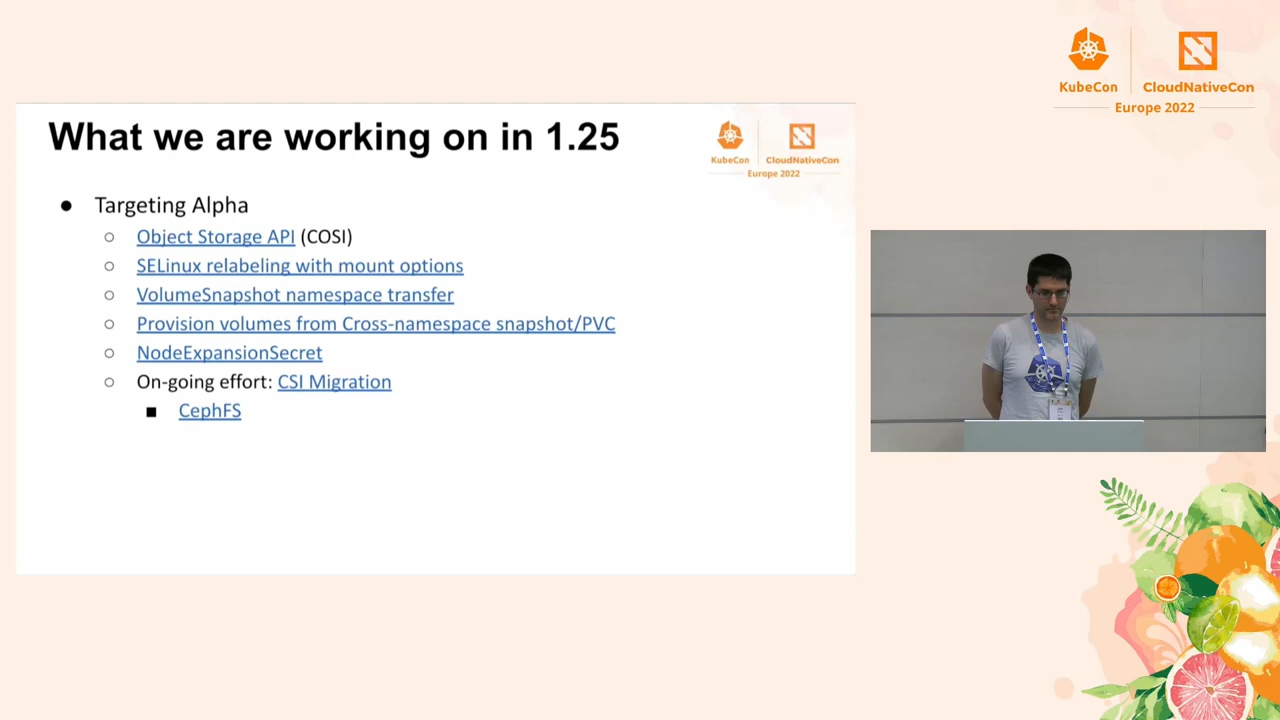 KubeCon
CloudNativeCon
Europe 2022
What we are working on in 1.25
KubeCon
CloudNativeCon
Europe 2022
● Targeting Alpha
○ Object Storage API (COSI)
○ SELinux relabeling with mount options
○ VolumeSnapshot namespace transfer
○ Provision volumes from Cross-namespace snapshot/PVC
○ NodeExpansionSecret
○ On-going effort: CSI Migration
■ CephFS